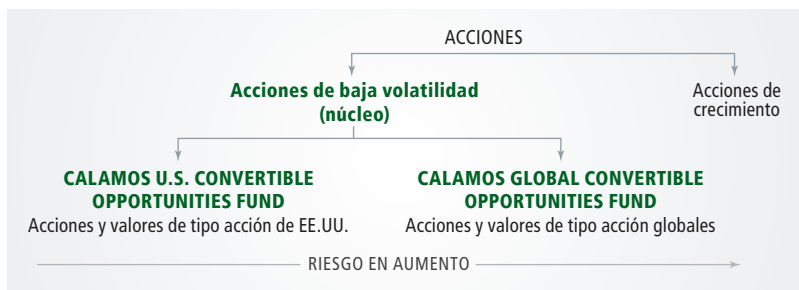 ACCIONES
Acciones de baja volatilidad
(núcleo)
Acciones de
crecimiento
CALAMOS U.S. CONVERTIBLE
OPPORTUNITIES FUND
Acciones y valores de tipo acción de EE.UU.
CALAMOS GLOBAL CONVERTIBLE
OPPORTUNITIES FUND
Acciones y valores de tipo acción globales
RIESGO EN AUMENTO